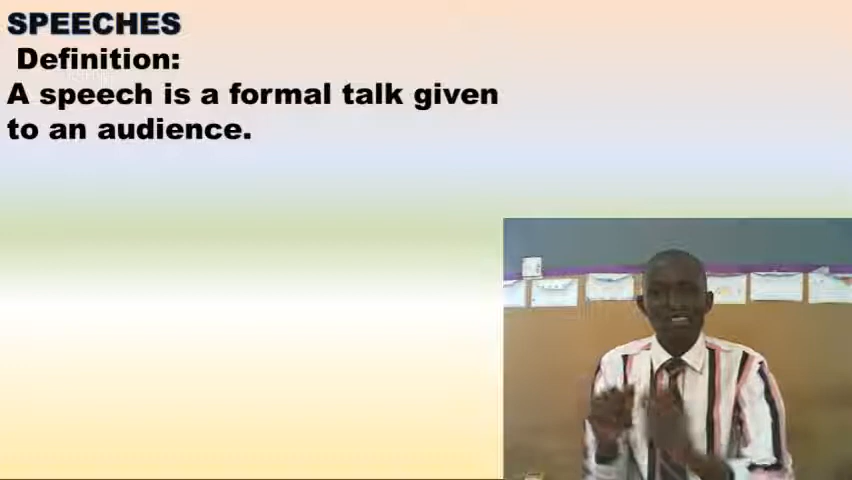 SPEECHES
Definition:
A speech is a formal talk given
to an audience.